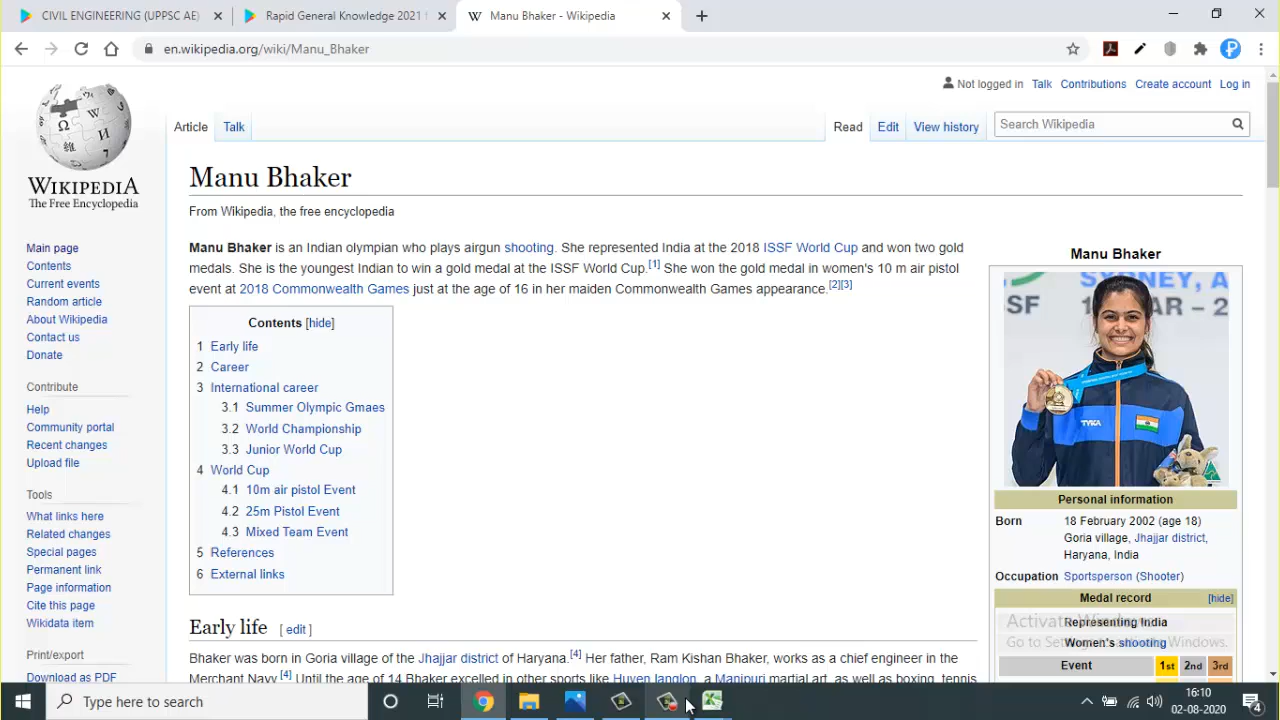 CIVIL ENGINEERING (UPPSC AE)
Rapid General Knowledge 2021 f
Manu Bhaker - Wikipedia
en.wikipedia.org/wiki/Manu_Bhaker
Not logged in Talk Contributions Create account Log in
Article Talk Read Edit View history Search Wikipedia
WIKIPEDIA
The Free Encyclopedia
Main page
Contents
Current events
Random article
About Wikipedia
Contact us
Donate
Contribute
Help
Community portal
Recent changes
Upload file
Tools
What links here
Related changes
Special pages
Permanent link
Page information
Cite this page
Wikidata item
Print/export
Download as PDF
Manu Bhaker
From Wikipedia, the free encyclopedia
Manu Bhaker is an Indian olympian who plays airgun shooting. She represented India at the 2018 ISSF World Cup and won two gold
medals. She is the youngest Indian to win a gold medal at the ISSF World Cup.[1] She won the gold medal in women's 10 m air pistol
event at 2018 Commonwealth Games just at the age of 16 in her maiden Commonwealth Games appearance.[2][3]
Contents [hide]
1 Early life
2 Career
3 International career
3.1 Summer Olympic Gmaes
3.2 World Championship
3.3 Junior World Cup
4 World Cup
4.1 10m air pistol Event
4.2 25m Pistol Event
4.3 Mixed Team Event
5 References
6 External links
Early life [ edit ]
Bhaker was born in Goria village of the Jhajjar district of Haryana.[4] Her father, Ram Kishan Bhaker, works as a chief engineer in the
Merchant Navy.[4] Until the age of 14 Bhaker excelled in other sports like Huyen langlon, a Manipuri martial art, as well as boxing, tennis
Manu Bhaker
SYDNEY, A
SF
TYKA
Personal information
Born 18 February 2002 (age 18)
Goria village, Jhajjar district,
Haryana, India
Occupation Sportsperson (Shooter)
Medal record [hide]
Representing India
Women's shooting
Event 1st 2nd 3rd
Activate Windows
Go to Settings to activate Windows.
Type here to search
16:10
02-08-2020
4